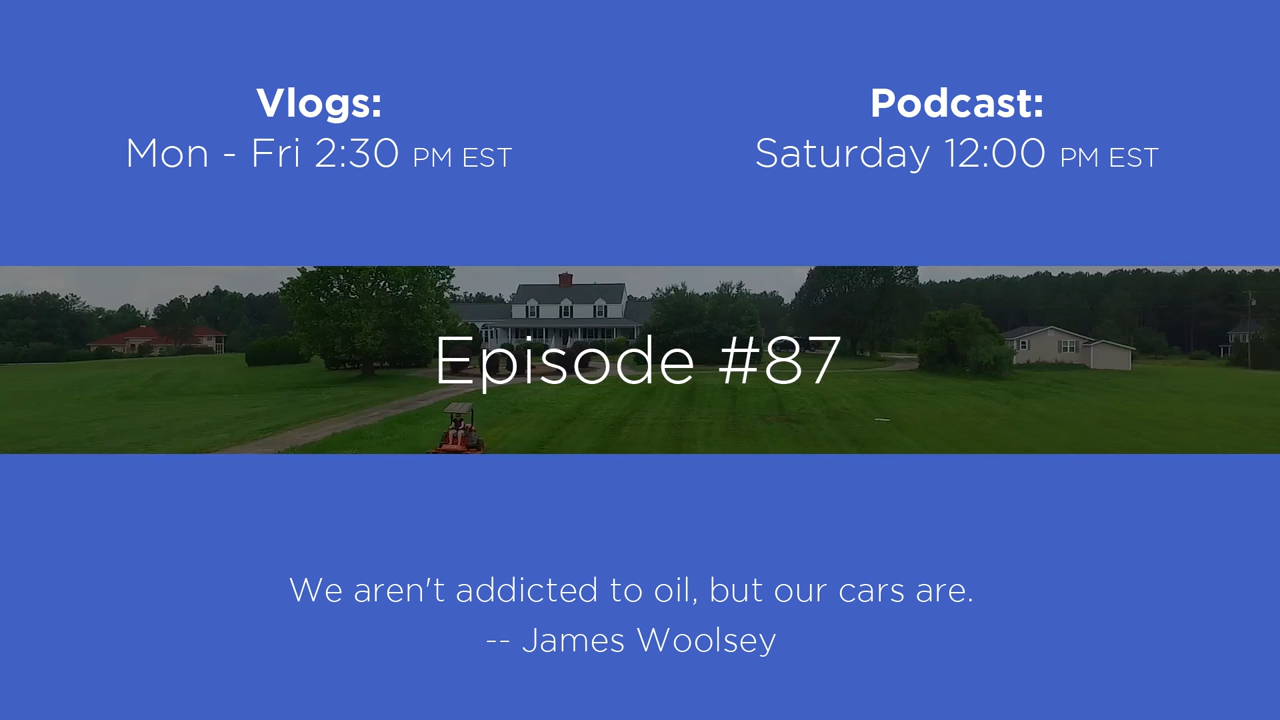 Vlogs:
Mon - Fri 2:30 PM EST
Podcast:
Saturday 12:00 PM EST
Episode #87
We aren't addicted to oil, but our cars are.
-- James Woolsey